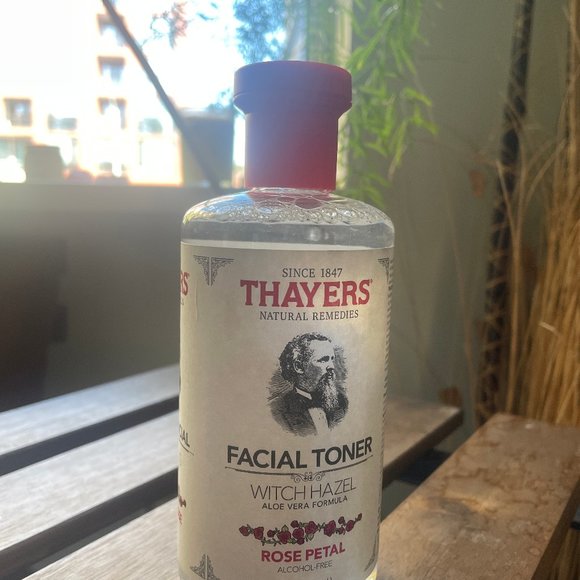 SINCE 1847
THAYERS®
NATURAL REMEDIES
FACIAL TONER
WITCH HAZEL
ALOE VERA FORMULA
ROSE PETAL
ALCOHOL-FREE